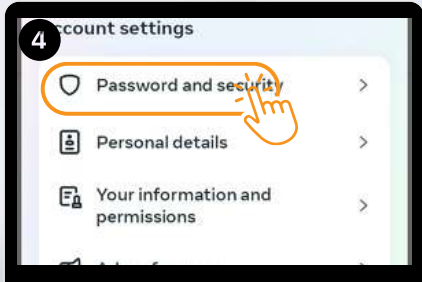 4
ccount settings
Password and security
Personal details
Your information and
permissions